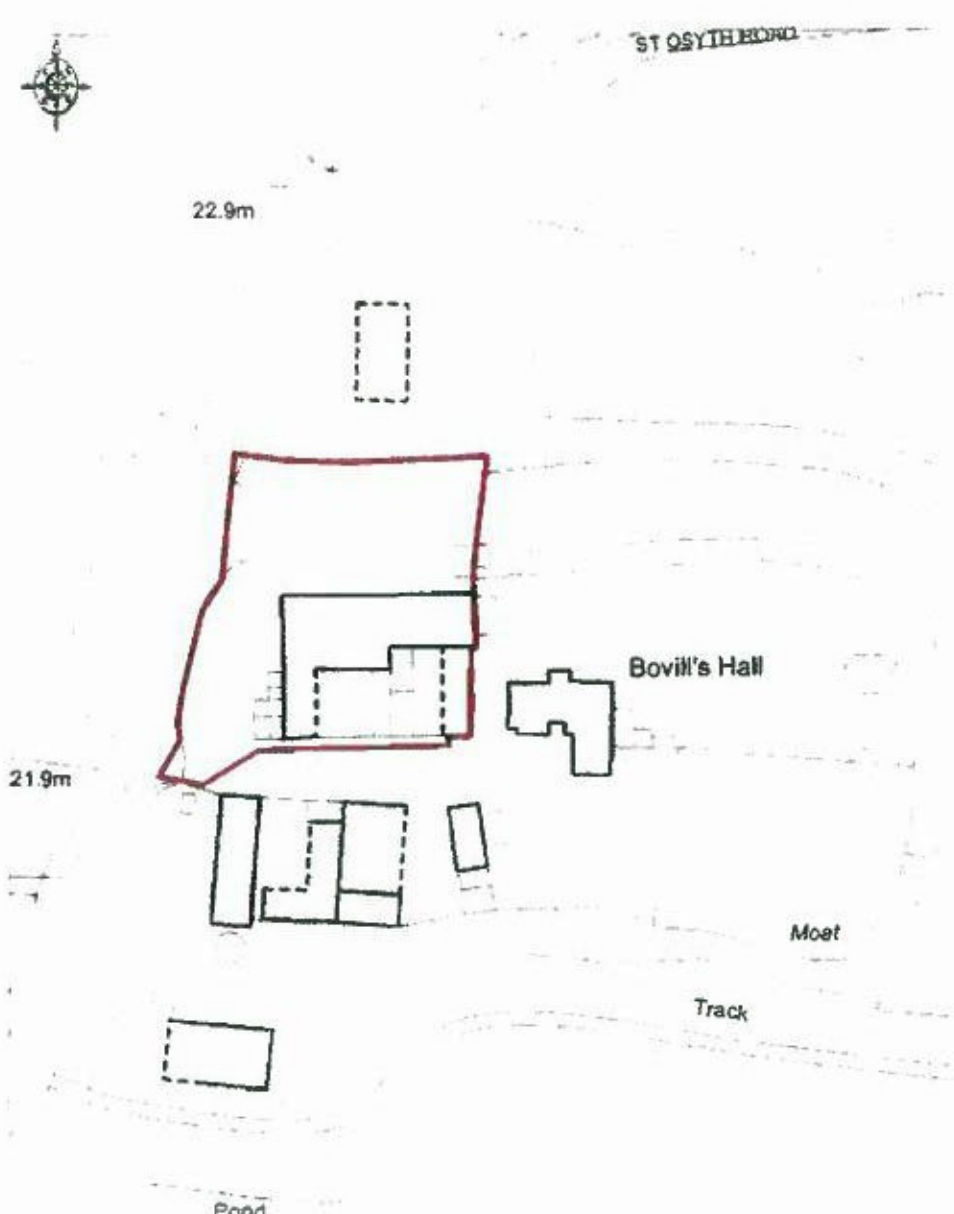 ST OSYTH ROAD
22.9m
Bovill's Hall
21.9m
Moat
Track
Pond